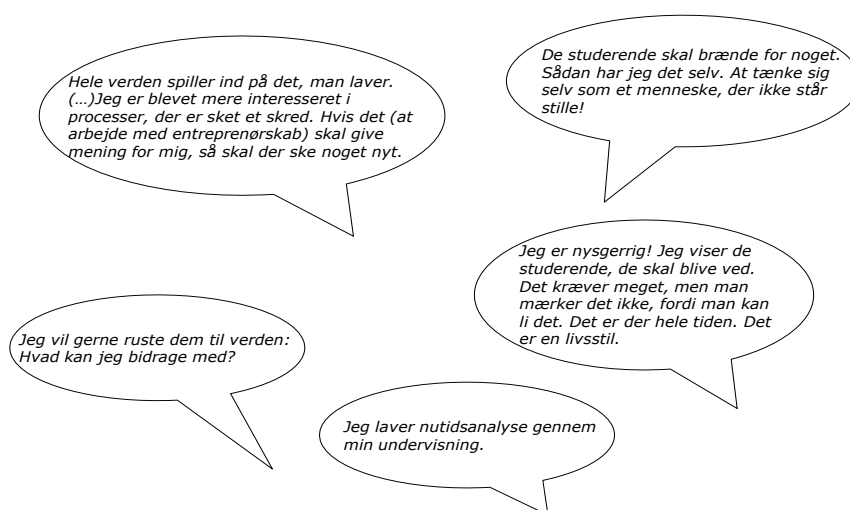 Hele verden spiller ind på det, man laver.
(…)Jeg er blevet mere interesseret i
processer, der er sket et skred. Hvis det (at
arbejde med entreprenørskab) skal give
mening for mig, så skal der ske noget nyt.
De studerende skal brænde for noget.
Sådan har jeg det selv. At tænke sig
selv som et menneske, der ikke står
stille!
Jeg er nysgerrig! Jeg viser de
studerende, de skal blive ved.
Det kræver meget, men man
mærker det ikke, fordi man kan
li det. Det er der hele tiden. Det
er en livsstil.
Jeg vil gerne ruste dem til verden:
Hvad kan jeg bidrage med?
Jeg laver nutidsanalyse gennem
min undervisning.